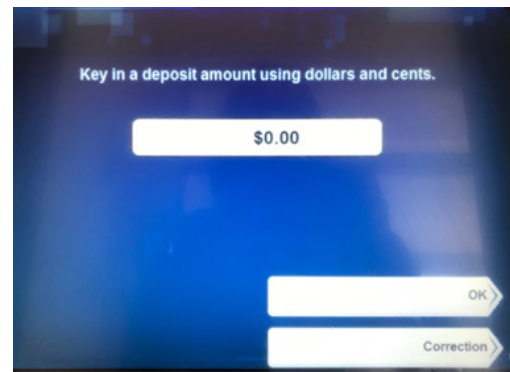 Key in a deposit amount using dollars and cents.
$0.00
OK
Correction